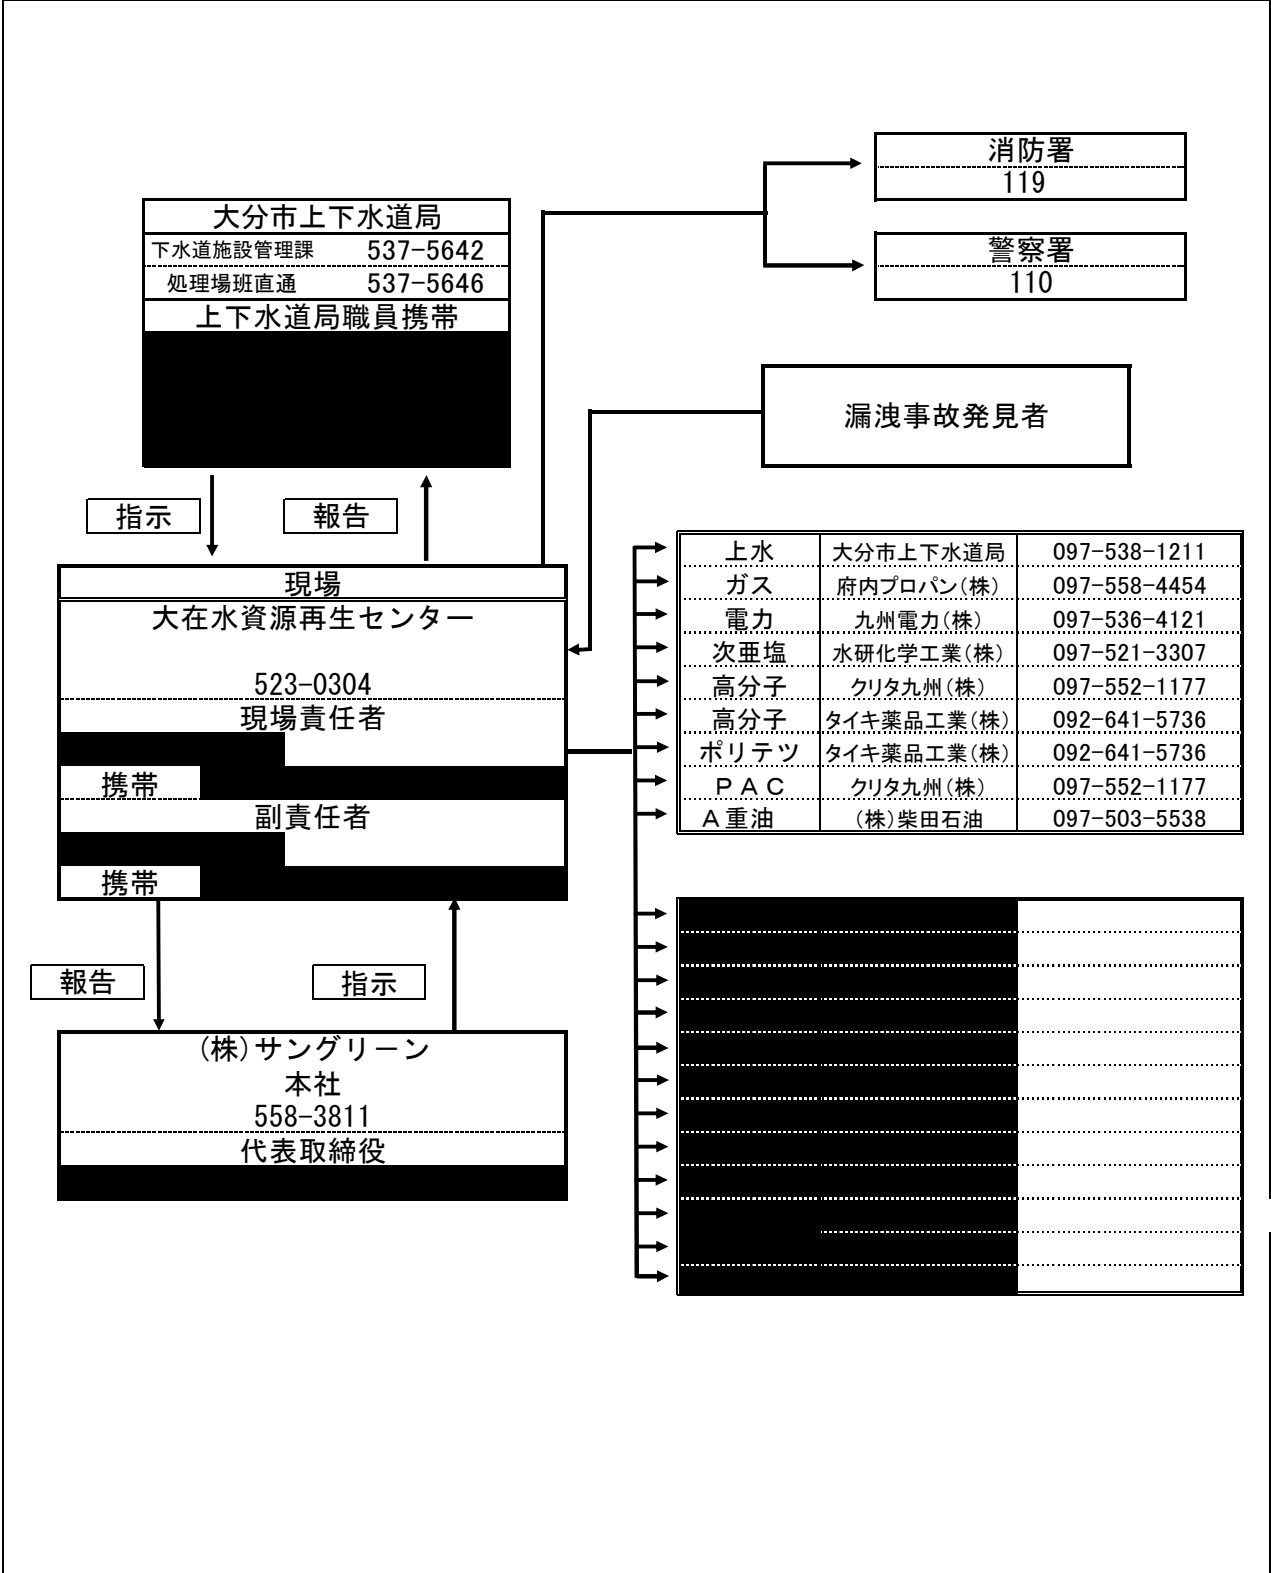 消防署
119
警察署
110
大分市上下水道局
下水道施設管理課 537-5642
処理場班直通 537-5646
上下水道局職員携帯
漏洩事故発見者
指示 報告
現場
大在水資源再生センター
523-0304
現場責任者
携帯
副責任者
携帯
上水 大分市上下水道局 097-538-1211
ガス 府内プロパン(株) 097-558-4454
電力 九州電力(株) 097-536-4121
次亜塩 水研化学工業(株) 097-521-3307
高分子 クリタ九州(株) 097-552-1177
高分子 タイキ薬品工業(株) 092-641-5736
ポリテツ タイキ薬品工業(株) 092-641-5736
ＰＡＣ クリタ九州(株) 097-552-1177
Ａ重油 (株)柴田石油 097-503-5538
報告 指示
(株)サングリーン
本社
558-3811
代表取締役